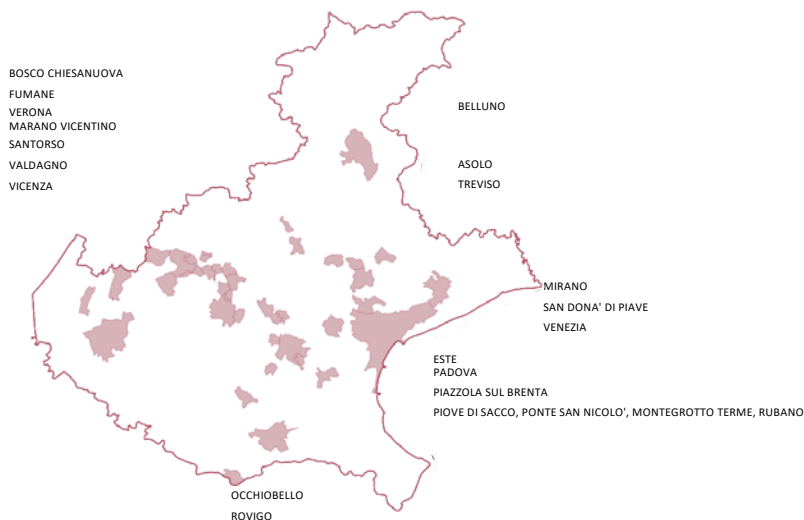 BOSCO CHIESANUOVA
FUMANE
VERONA
MARANO VICENTINO
SANTORSO
VALDAGNO
VICENZA
BELLUNO
ASOLO
TREVISO
MIRANO
SAN DONA' DI PIAVE
VENEZIA
ESTE
PADOVA
PIAZZOLA SUL BRENTA
PIOVE DI SACCO, PONTE SAN NICOLO', MONTEGROTTO TERME, RUBANO
OCCHIOBELLO
ROVIGO